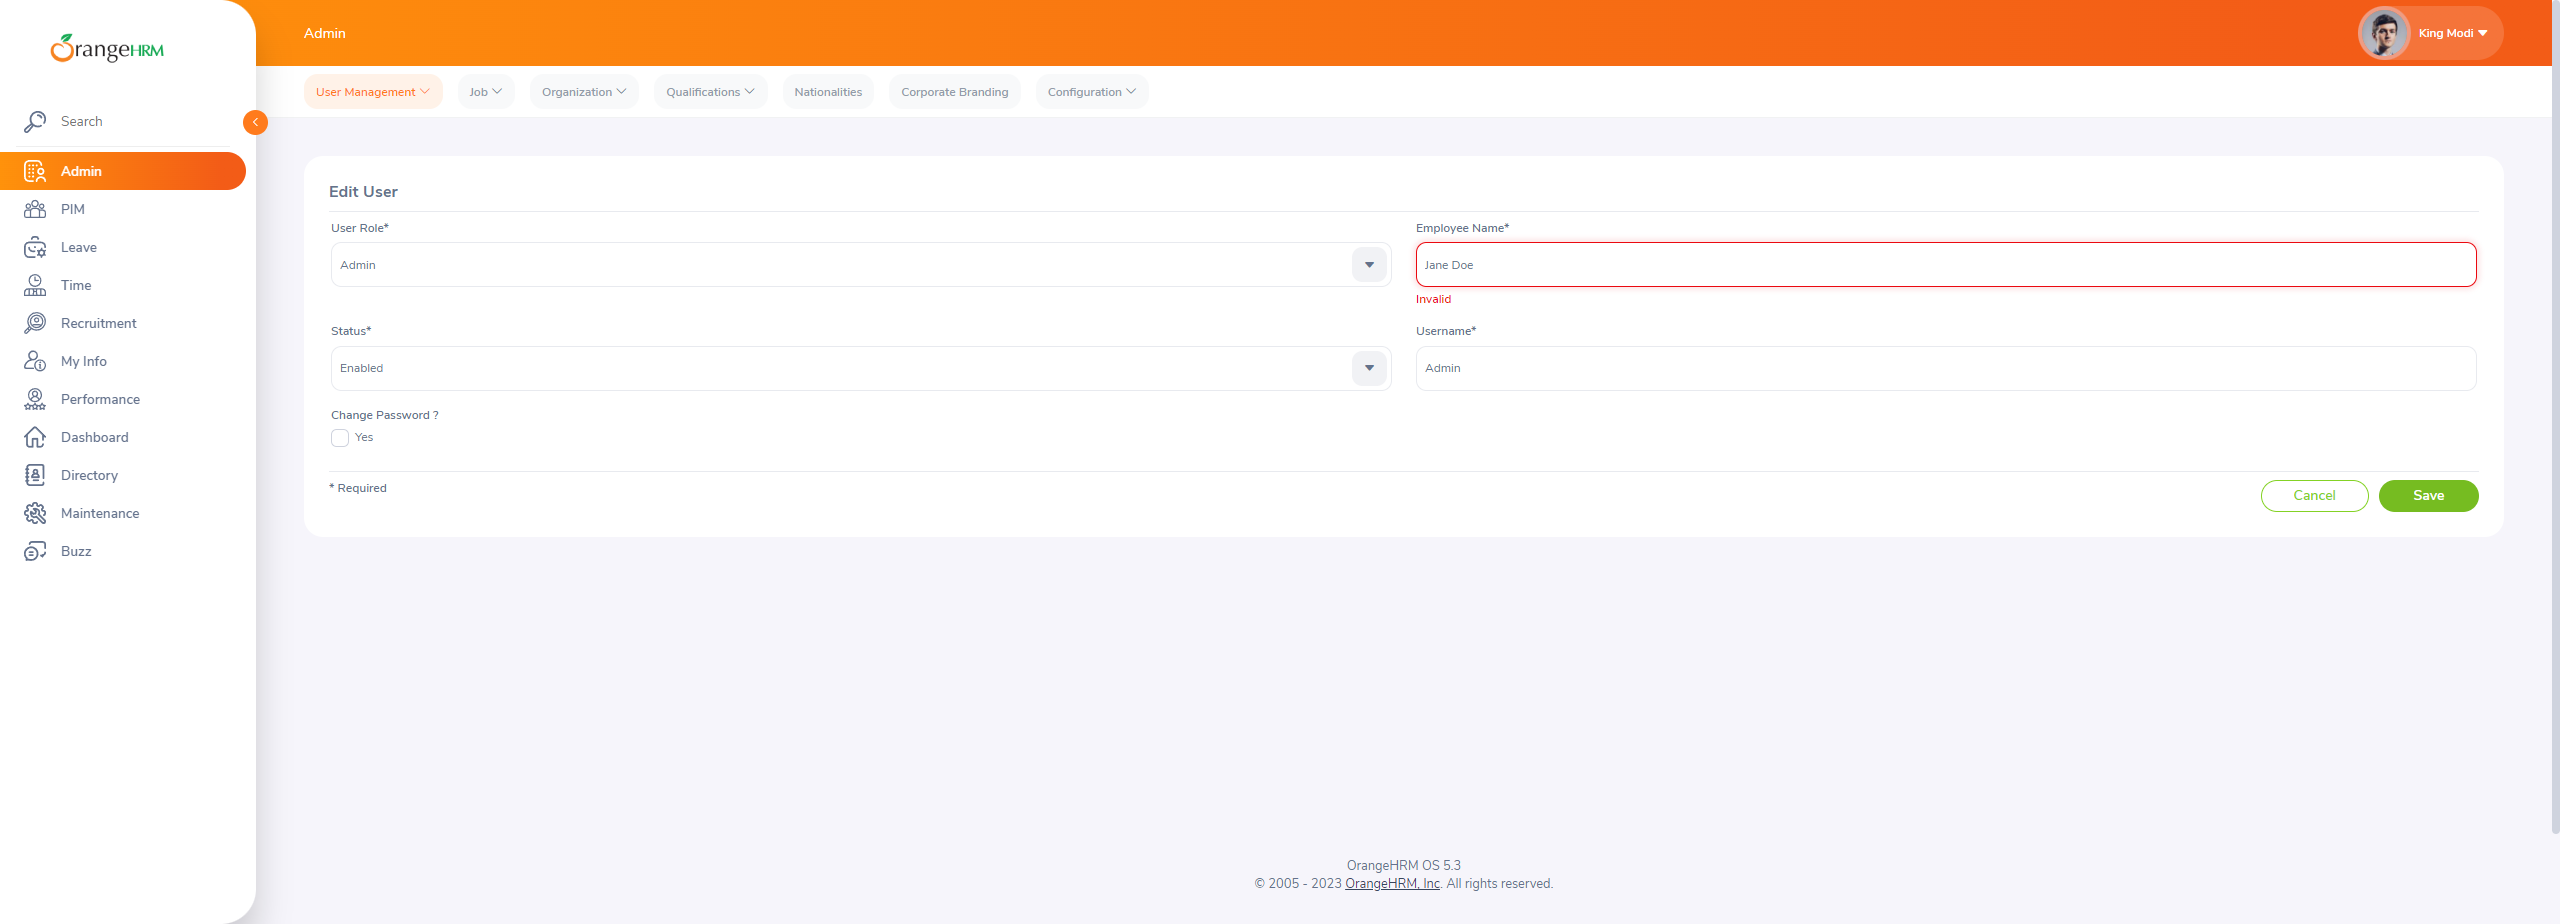 OrangeHRM
Search
Admin
PIM
Leave
Time
Recruitment
My Info
Performance
Dashboard
Directory
Maintenance
Buzz
Admin
King Modi
User Management
Job
Organization
Qualifications
Nationalities
Corporate Branding
Configuration
Edit User
User Role*
Admin
Employee Name*
Jane Doe
Invalid
Status*
Enabled
Username*
Admin
Change Password ?
Yes
* Required
Cancel
Save
OrangeHRM OS 5.3
© 2005 - 2023 OrangeHRM, Inc. All rights reserved.